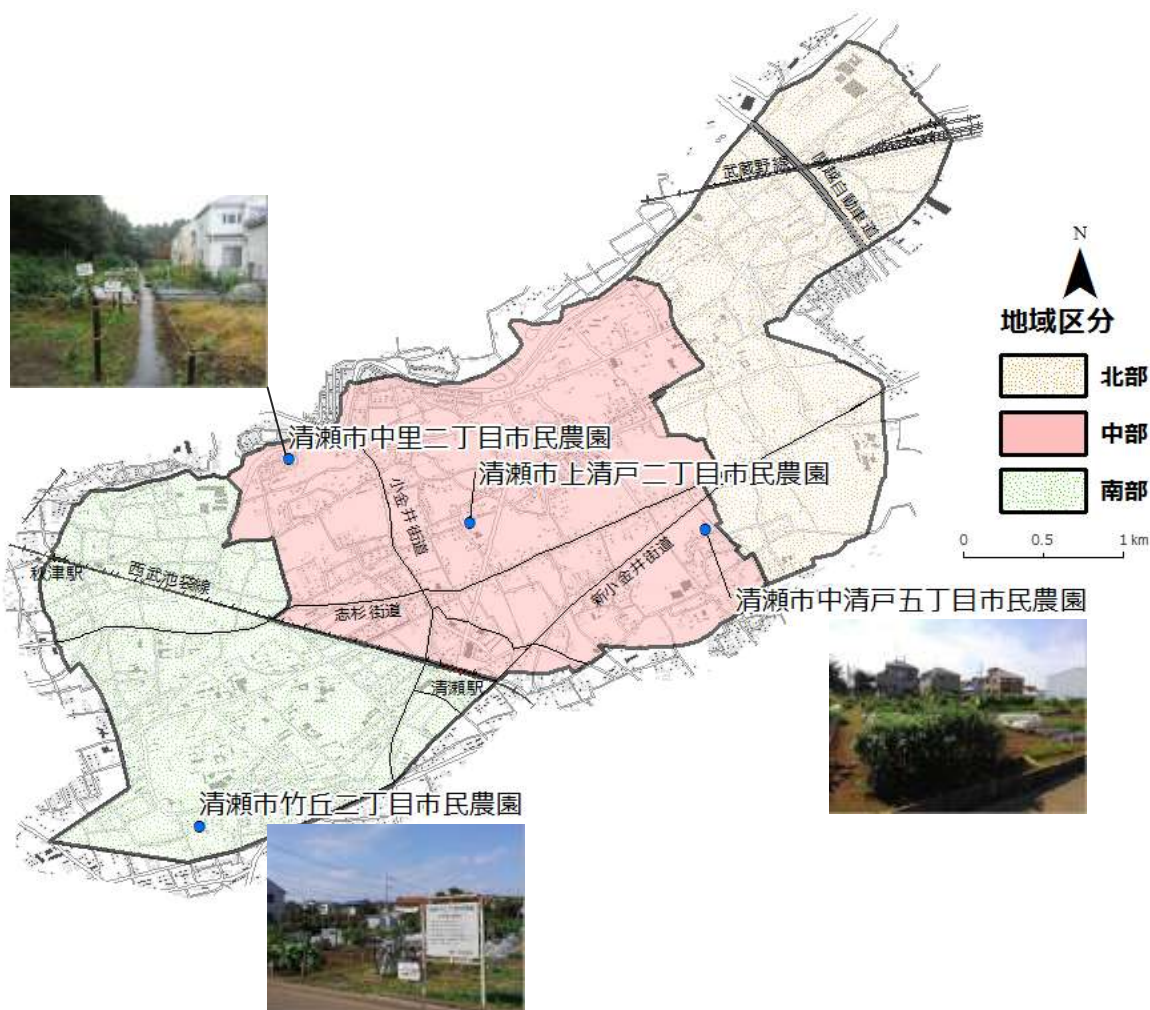 武蔵野線
関越自動車道
N
地域区分
北部
中部
南部
0 0.5 1 km
清瀬市中里二丁目市民農園
清瀬市上清戸二丁目市民農園
小金井街道
新小金井街道
秋津駅
西武池袋線
志杉街道
清瀬市中清戸五丁目市民農園
清瀬駅
清瀬市竹丘二丁目市民農園